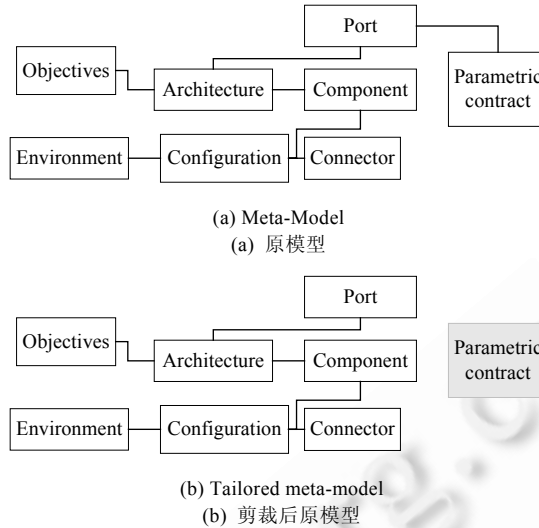 Port
Objectives
Parametric
contract
Architecture
Component
Environment
Configuration
Connector
(a) Meta-Model
(a) 原模型
Port
Objectives
Parametric
contract
Architecture
Component
Environment
Configuration
Connector
(b) Tailored meta-model
(b) 剪裁后原模型